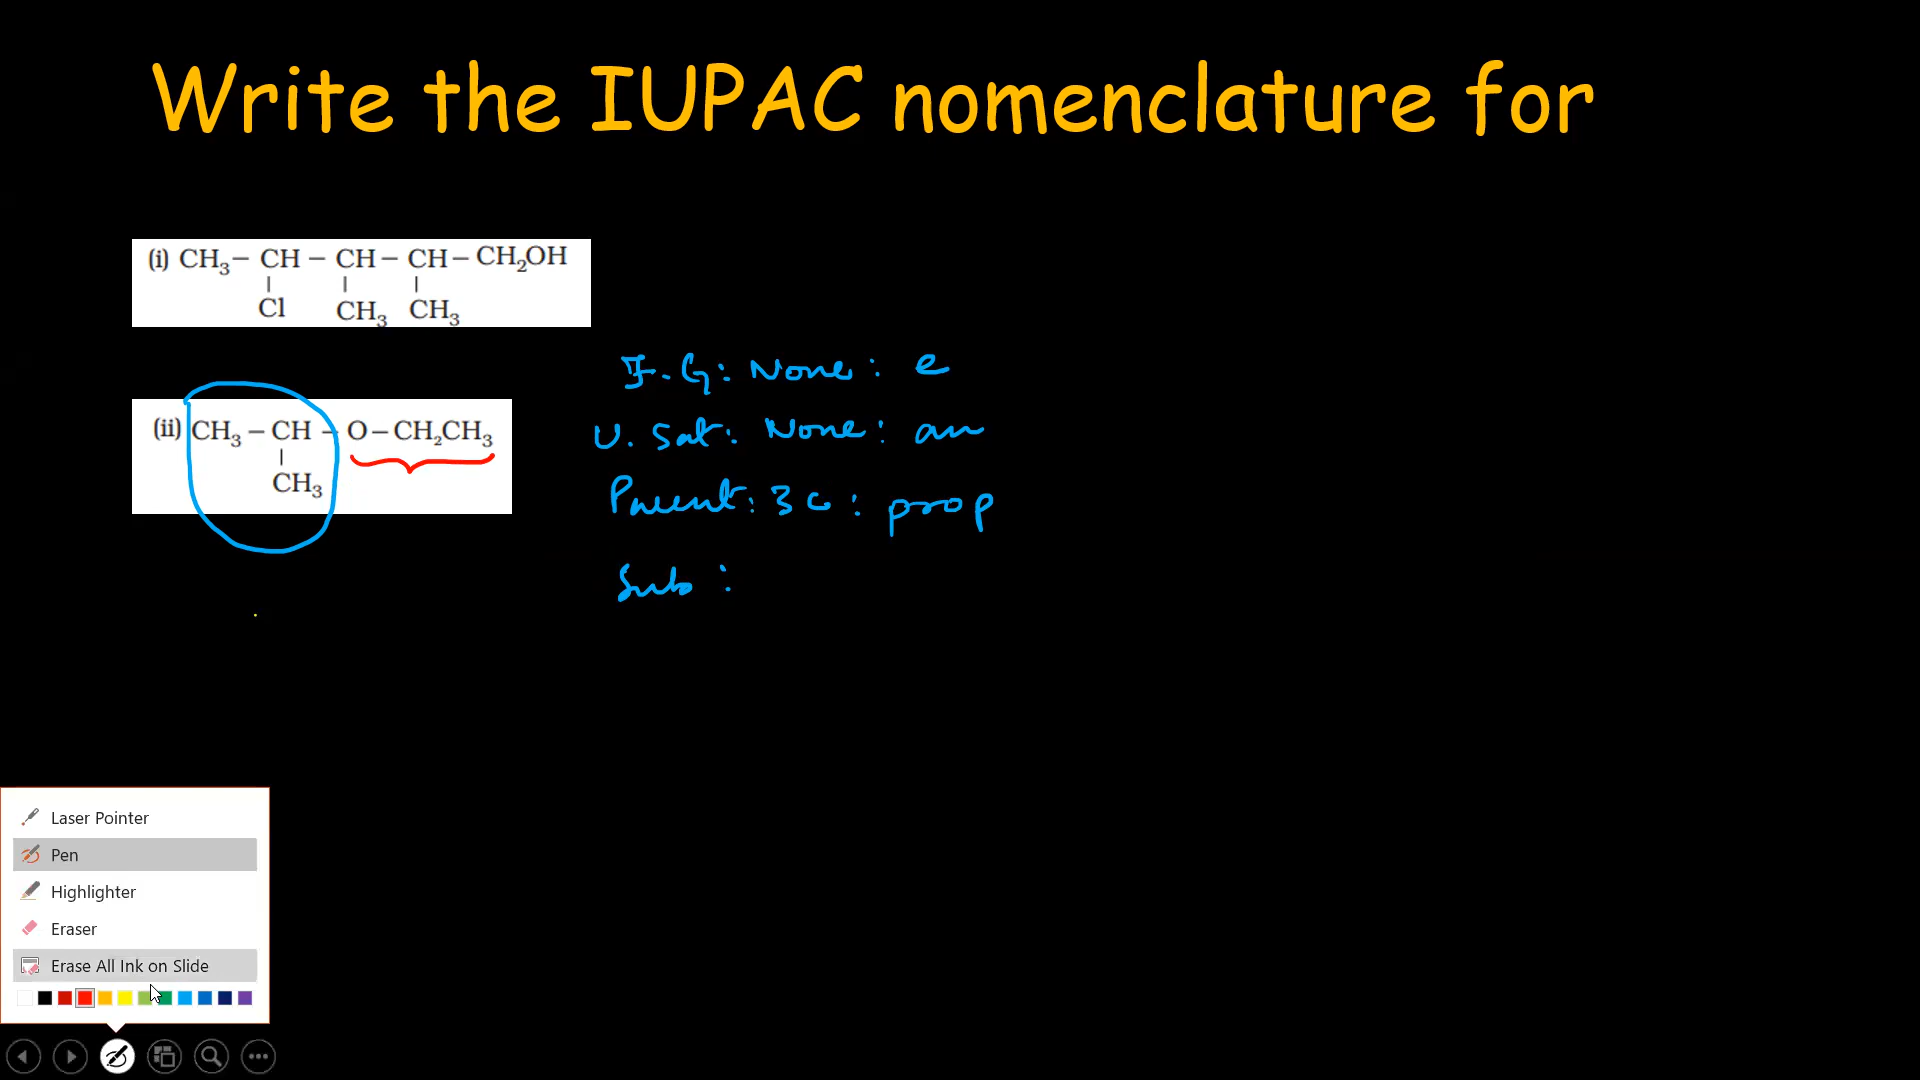 Write the IUPAC nomenclature for
(i) CH₃ – CH – CH – CH – CH₂OH
Cl CH₃ CH₃
F.G: None: e
(ii) CH₃ – CH – O – CH₂CH₃
U. Sat: None: an
CH₃
Parent: 3C: prop
Sub:
Laser Pointer
Pen
Highlighter
Eraser
Erase All Ink on Slide